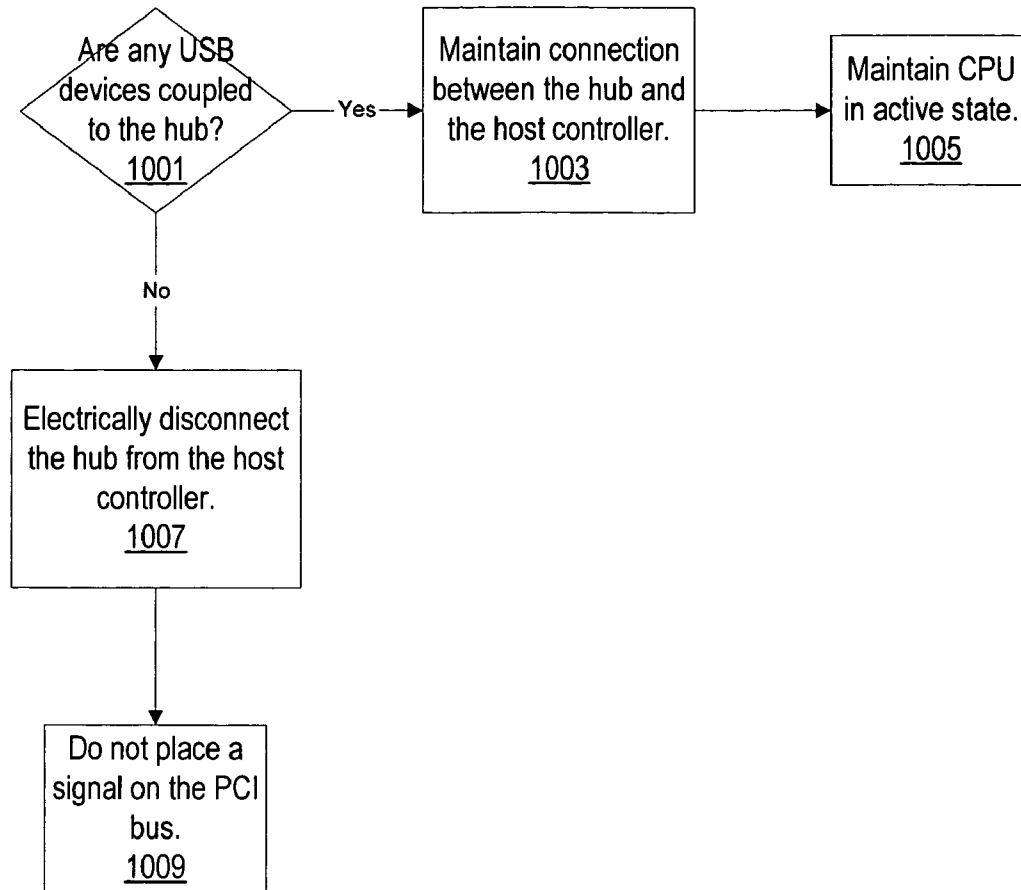 Are any USB
devices coupled
to the hub?
1001
Yes
Maintain connection
between the hub and
the host controller.
1003
Maintain CPU
in active state.
1005
No
Electrically disconnect
the hub from the host
controller.
1007
Do not place a
signal on the PCI
bus.
1009